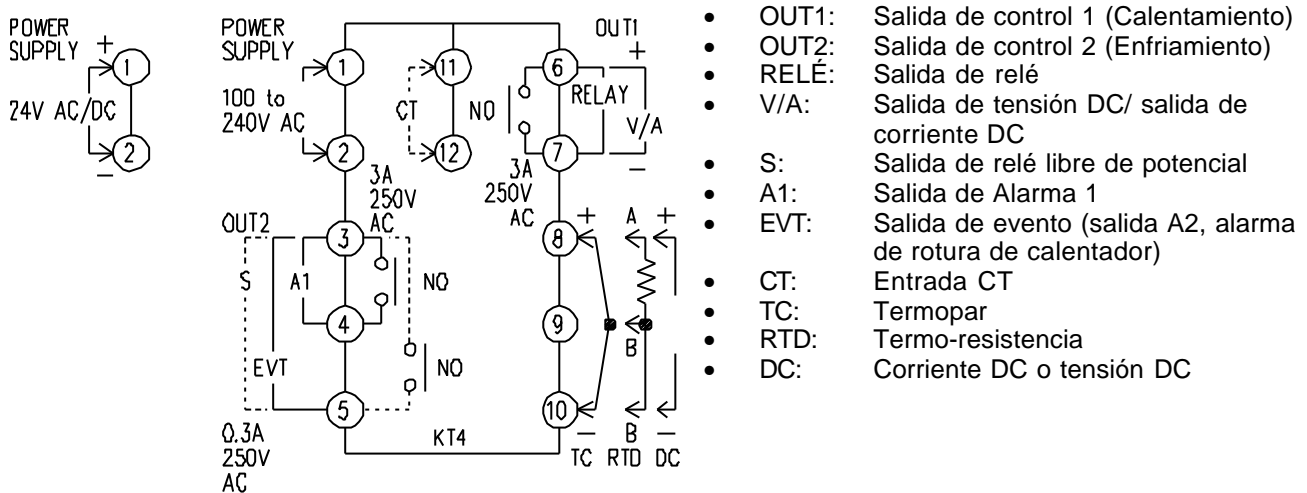 POWER
SUPPLY +
1
24V AC/DC
2
−
POWER
SUPPLY
OUT1
+
1
11
6
100 to
240V AC
CT
NO
RELAY
V/A
2
12
7
−
3A
250V
AC
3A
250V
AC
OUT2
3
8
+
A
+
S
A1
NO
4
9
B
EVT
NO
5
10
−
B
−
0.3A
250V
AC
KT4
TC RTD DC
• OUT1: Salida de control 1 (Calentamiento)
• OUT2: Salida de control 2 (Enfriamiento)
• RELÉ: Salida de relé
• V/A: Salida de tensión DC/ salida de
corriente DC
• S: Salida de relé libre de potencial
• A1: Salida de Alarma 1
• EVT: Salida de evento (salida A2, alarma
de rotura de calentador)
• CT: Entrada CT
• TC: Termopar
• RTD: Termo-resistencia
• DC: Corriente DC o tensión DC